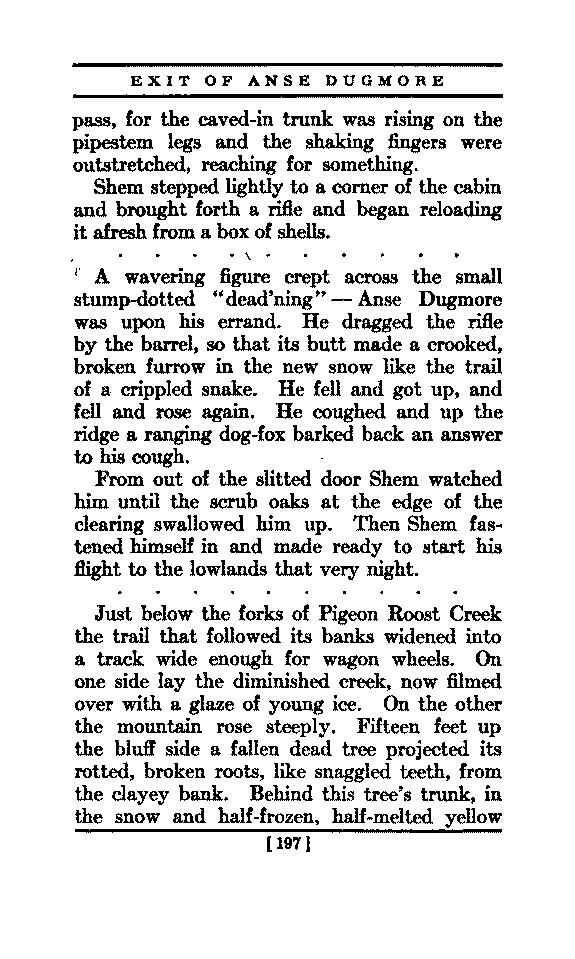 EXIT OF ANSE DUGMORE
pass, for the caved-in trunk was rising on the
pipestem legs and the shaking fingers were
outstretched, reaching for something.
Shem stepped lightly to a corner of the cabin
and brought forth a rifle and began reloading
it afresh from a box of shells.
. . . . . . . . . .
A wavering figure crept across the small
stump-dotted “dead’ning” — Anse Dugmore
was upon his errand. He dragged the rifle
by the barrel, so that its butt made a crooked,
broken furrow in the new snow like the trail
of a crippled snake. He fell and got up, and
fell and rose again. He coughed and up the
ridge a ranging dog-fox barked back an answer
to his cough.
From out of the slitted door Shem watched
him until the scrub oaks at the edge of the
clearing swallowed him up. Then Shem fas-
tened himself in and made ready to start his
flight to the lowlands that very night.
. . . . . . . . . .
Just below the forks of Pigeon Roost Creek
the trail that followed its banks widened into
a track wide enough for wagon wheels. On
one side lay the diminished creek, now filmed
over with a glaze of young ice. On the other
the mountain rose steeply. Fifteen feet up
the bluff side a fallen dead tree projected its
rotted, broken roots, like snaggled teeth, from
the clayey bank. Behind this tree’s trunk, in
the snow and half-frozen, half-melted yellow
[197]